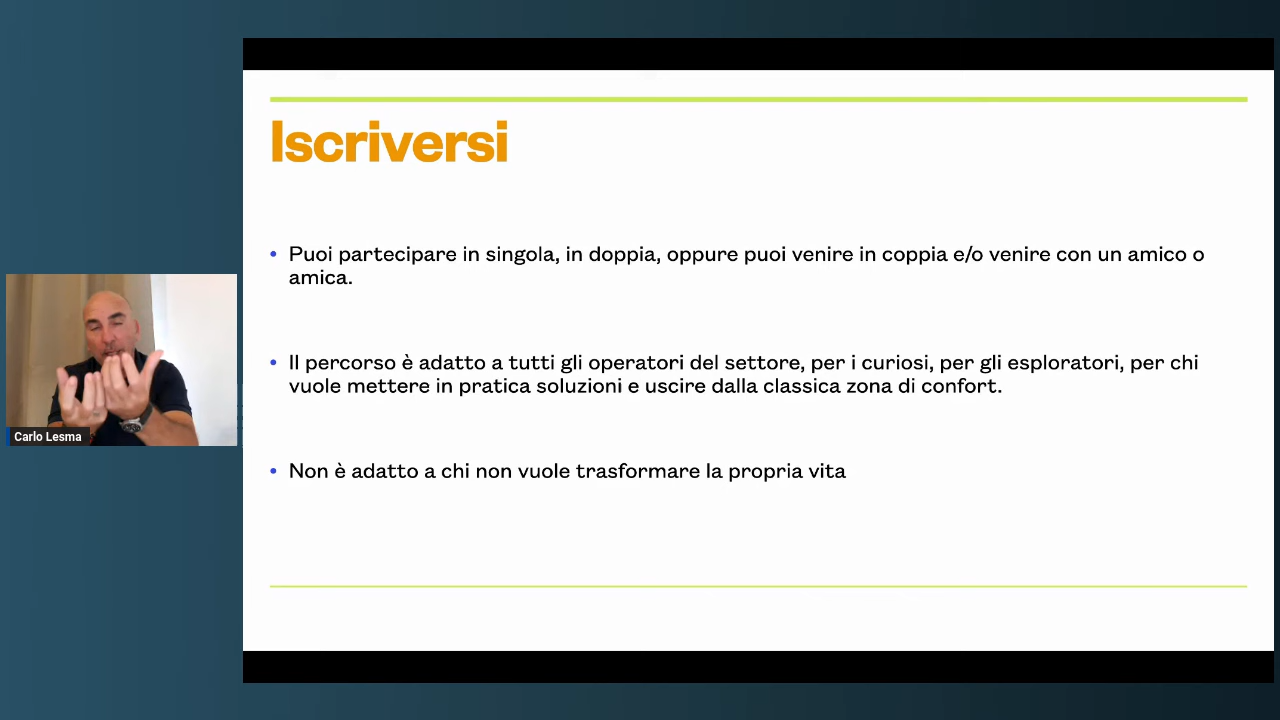 Iscriversi
• Puoi partecipare in singola, in doppia, oppure puoi venire in coppia e/o venire con un amico o
amica.
• Il percorso è adatto a tutti gli operatori del settore, per i curiosi, per gli esploratori, per chi
vuole mettere in pratica soluzioni e uscire dalla classica zona di confort.
• Non è adatto a chi non vuole trasformare la propria vita
Carlo Lesma